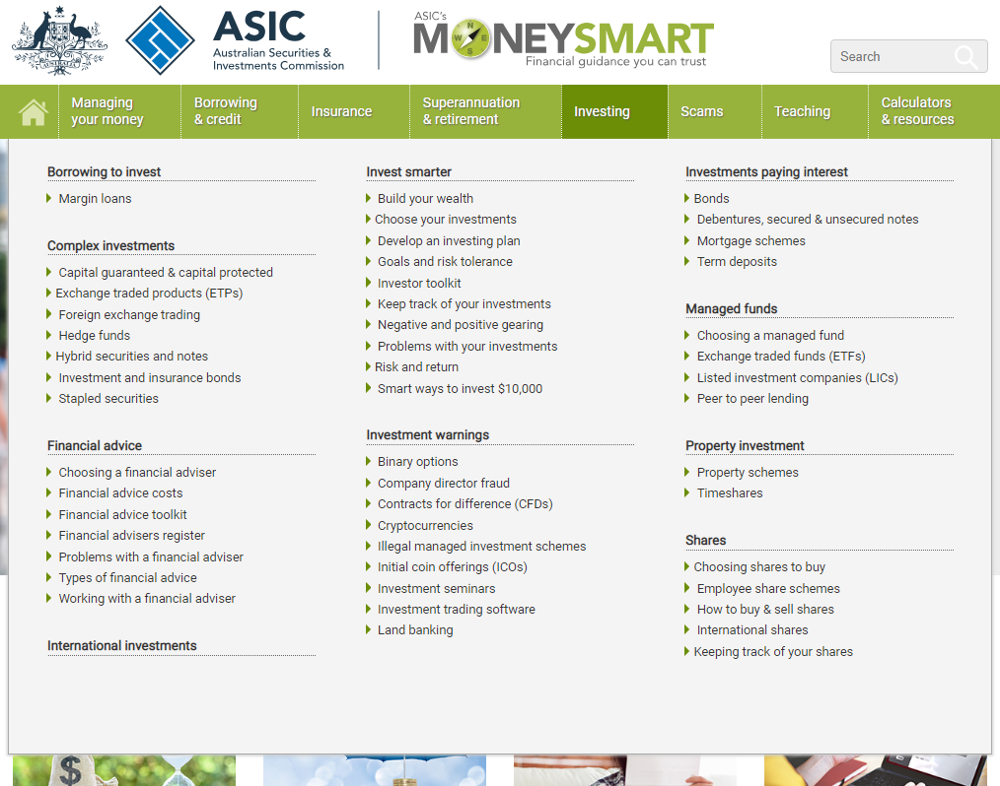 AUSTRALIA
ASIC
Australian Securities &
Investments Commission
ASIC's
MONEYSMART
N
W E
S
Financial guidance you can trust
Search
Managing
your money
Borrowing
& credit
Insurance
Superannuation
& retirement
Investing
Scams
Teaching
Calculators
& resources
Borrowing to invest
Margin loans
Complex investments
Capital guaranteed & capital protected
Exchange traded products (ETPs)
Foreign exchange trading
Hedge funds
Hybrid securities and notes
Investment and insurance bonds
Stapled securities
Financial advice
Choosing a financial adviser
Financial advice costs
Financial advice toolkit
Financial advisers register
Problems with a financial adviser
Types of financial advice
Working with a financial adviser
International investments
Invest smarter
Build your wealth
Choose your investments
Develop an investing plan
Goals and risk tolerance
Investor toolkit
Keep track of your investments
Negative and positive gearing
Problems with your investments
Risk and return
Smart ways to invest $10,000
Investment warnings
Binary options
Company director fraud
Contracts for difference (CFDs)
Cryptocurrencies
Illegal managed investment schemes
Initial coin offerings (ICOs)
Investment seminars
Investment trading software
Land banking
Investments paying interest
Bonds
Debentures, secured & unsecured notes
Mortgage schemes
Term deposits
Managed funds
Choosing a managed fund
Exchange traded funds (ETFs)
Listed investment companies (LICs)
Peer to peer lending
Property investment
Property schemes
Timeshares
Shares
Choosing shares to buy
Employee share schemes
How to buy & sell shares
International shares
Keeping track of your shares
$